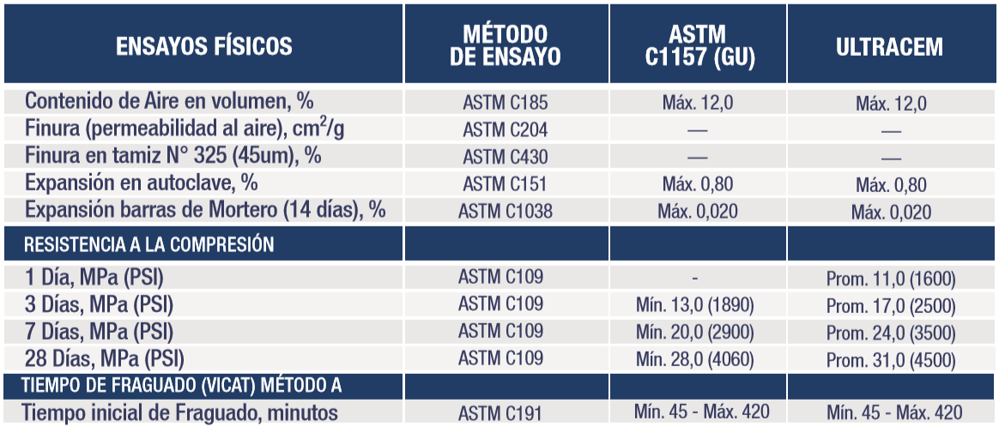 ENSAYOS FÍSICOS
MÉTODO
DE ENSAYO
ASTM
C1157 (GU)
ULTRACEM
Contenido de Aire en volumen, % ASTM C185 Máx. 12,0 Máx. 12,0
Finura (permeabilidad al aire), cm²/g ASTM C204 — —
Finura en tamiz N° 325 (45um), % ASTM C430 — —
Expansión en autoclave, % ASTM C151 Máx. 0,80 Máx. 0,80
Expansión barras de Mortero (14 días), % ASTM C1038 Máx. 0,020 Máx. 0,020
RESISTENCIA A LA COMPRESIÓN
1 Día, MPa (PSI) ASTM C109 - Prom. 11,0 (1600)
3 Días, MPa (PSI) ASTM C109 Mín. 13,0 (1890) Prom. 17,0 (2500)
7 Días, MPa (PSI) ASTM C109 Mín. 20,0 (2900) Prom. 24,0 (3500)
28 Días, MPa (PSI) ASTM C109 Mín. 28,0 (4060) Prom. 31,0 (4500)
TIEMPO DE FRAGUADO (VICAT) MÉTODO A
Tiempo inicial de Fraguado, minutos ASTM C191 Mín. 45 - Máx. 420 Mín. 45 - Máx. 420